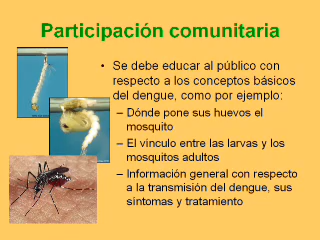 Participación comunitaria
• Se debe educar al público con
respecto a los conceptos básicos
del dengue, como por ejemplo:
– Dónde pone sus huevos el
mosquito
– El vínculo entre las larvas y los
mosquitos adultos
– Información general con respecto
a la transmisión del dengue, sus
síntomas y tratamiento